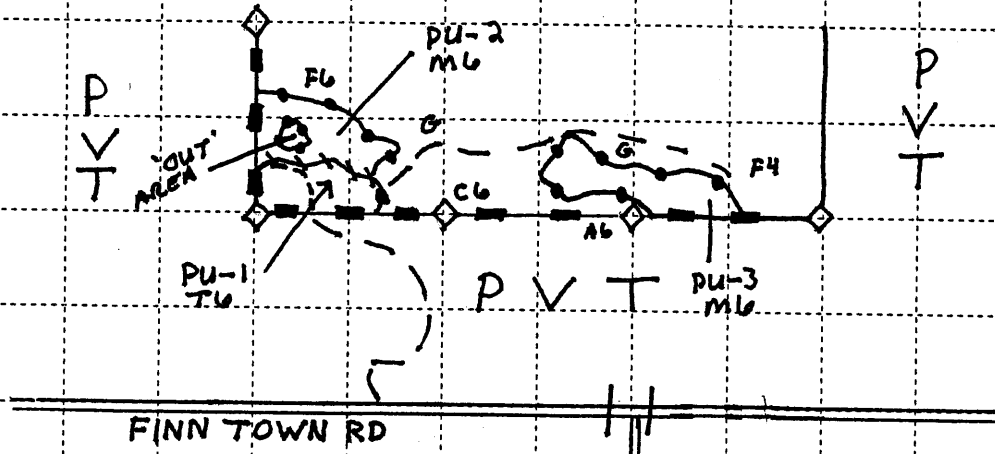 PU-2
M6
F6
P
V
T
P
V
T
"OUT"
AREA
G
G
F4
C6
A6
PU-1
T6
P V T
PU-3
M6
FINN TOWN RD